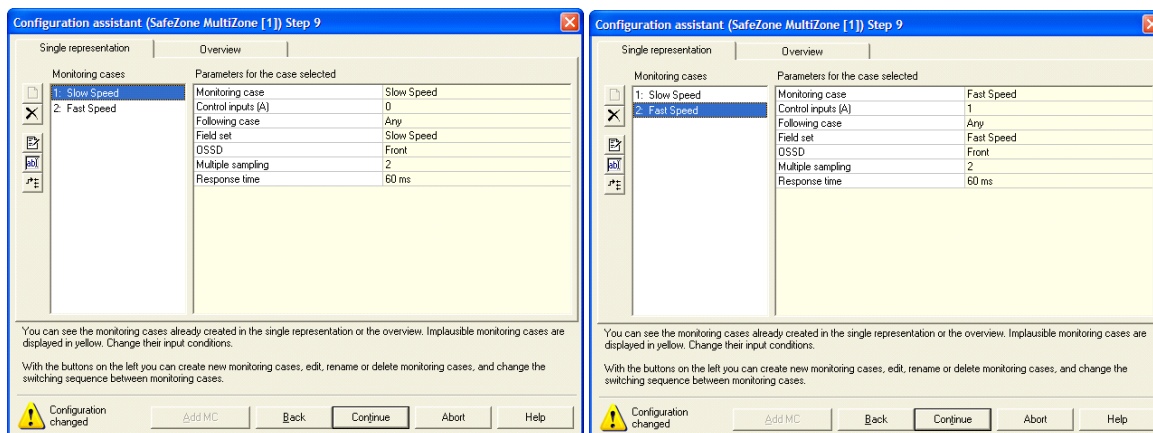 Configuration assistant (SafeZone MultiZone [1]) Step 9
Single representation Overview
Monitoring cases Parameters for the case selected
1: Slow Speed
2: Fast Speed
Monitoring case Slow Speed
Control inputs (A) 0
Following case Any
Field set Slow Speed
OSSD Front
Multiple sampling 2
Response time 60 ms
You can see the monitoring cases already created in the single representation or the overview. Implausible monitoring cases are
displayed in yellow. Change their input conditions.
With the buttons on the left you can create new monitoring cases, edit, rename or delete monitoring cases, and change the
switching sequence between monitoring cases.
Configuration
changed
Add MC Back Continue Abort Help
Configuration assistant (SafeZone MultiZone [1]) Step 9
Single representation Overview
Monitoring cases Parameters for the case selected
1: Slow Speed
2: Fast Speed
Monitoring case Fast Speed
Control inputs (A) 1
Following case Any
Field set Fast Speed
OSSD Front
Multiple sampling 2
Response time 60 ms
You can see the monitoring cases already created in the single representation or the overview. Implausible monitoring cases are
displayed in yellow. Change their input conditions.
With the buttons on the left you can create new monitoring cases, edit, rename or delete monitoring cases, and change the
switching sequence between monitoring cases.
Configuration
changed
Add MC Back Continue Abort Help